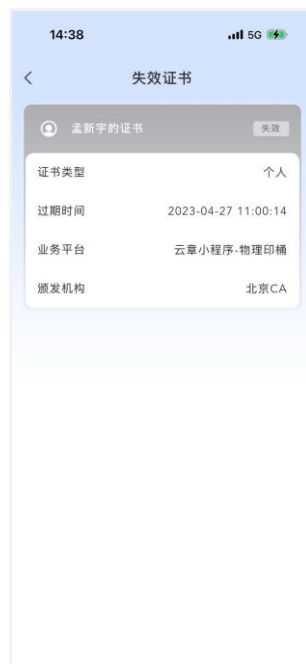 14:38 5G
失效证书
孟新宇的证书 失效
证书类型 个人
过期时间 2023-04-27 11:00:14
业务平台 云章小程序-物理印桶
颁发机构 北京CA